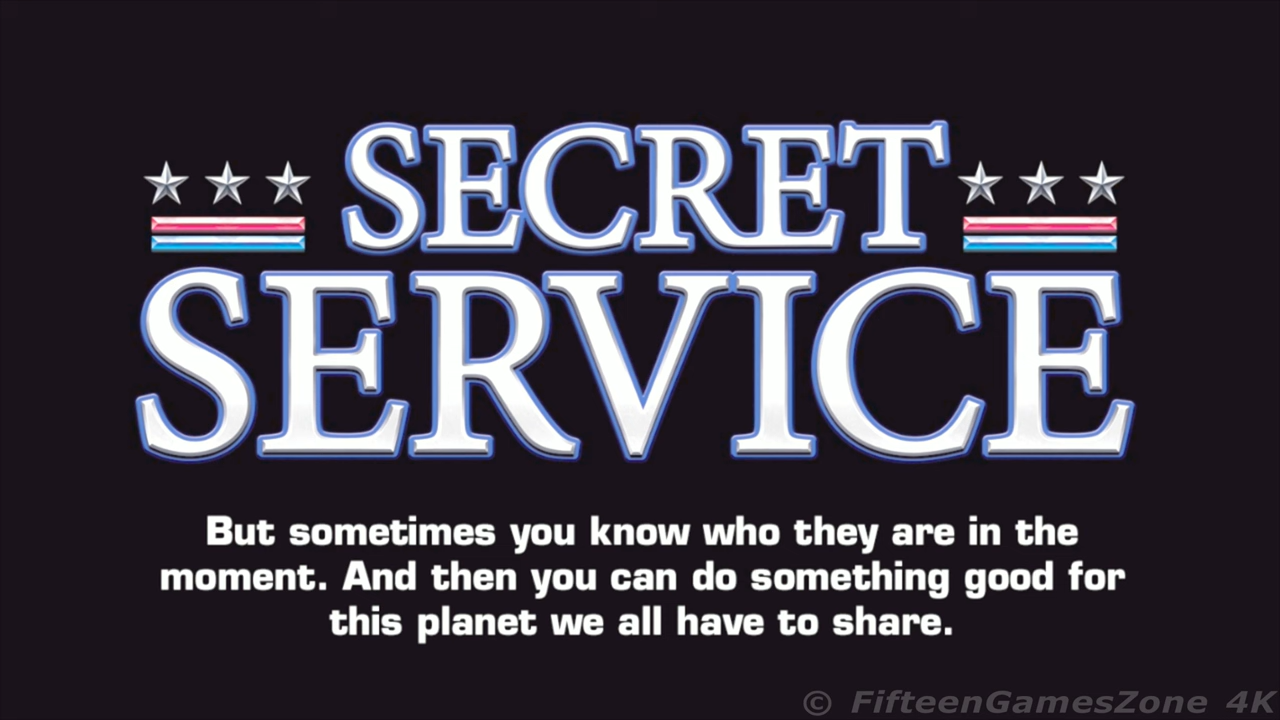 SECRET
SERVICE
But sometimes you know who they are in the
moment. And then you can do something good for
this planet we all have to share.
© FifteenGamesZone 4K